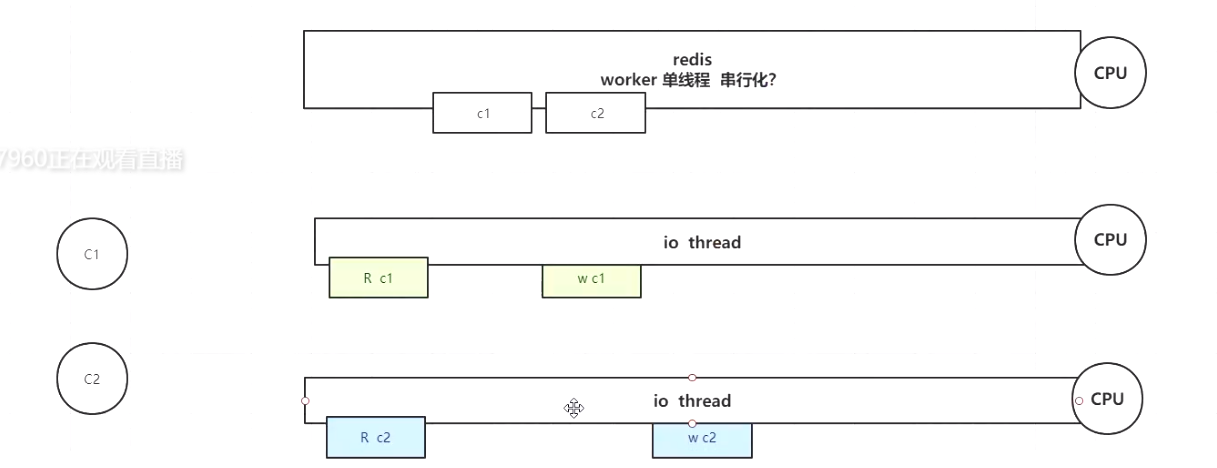 redis
worker 单线程 串行化?
CPU
c1
c2
7960正在观看直播
C1
io thread
CPU
R c1
w c1
C2
io thread
CPU
R c2
w c2